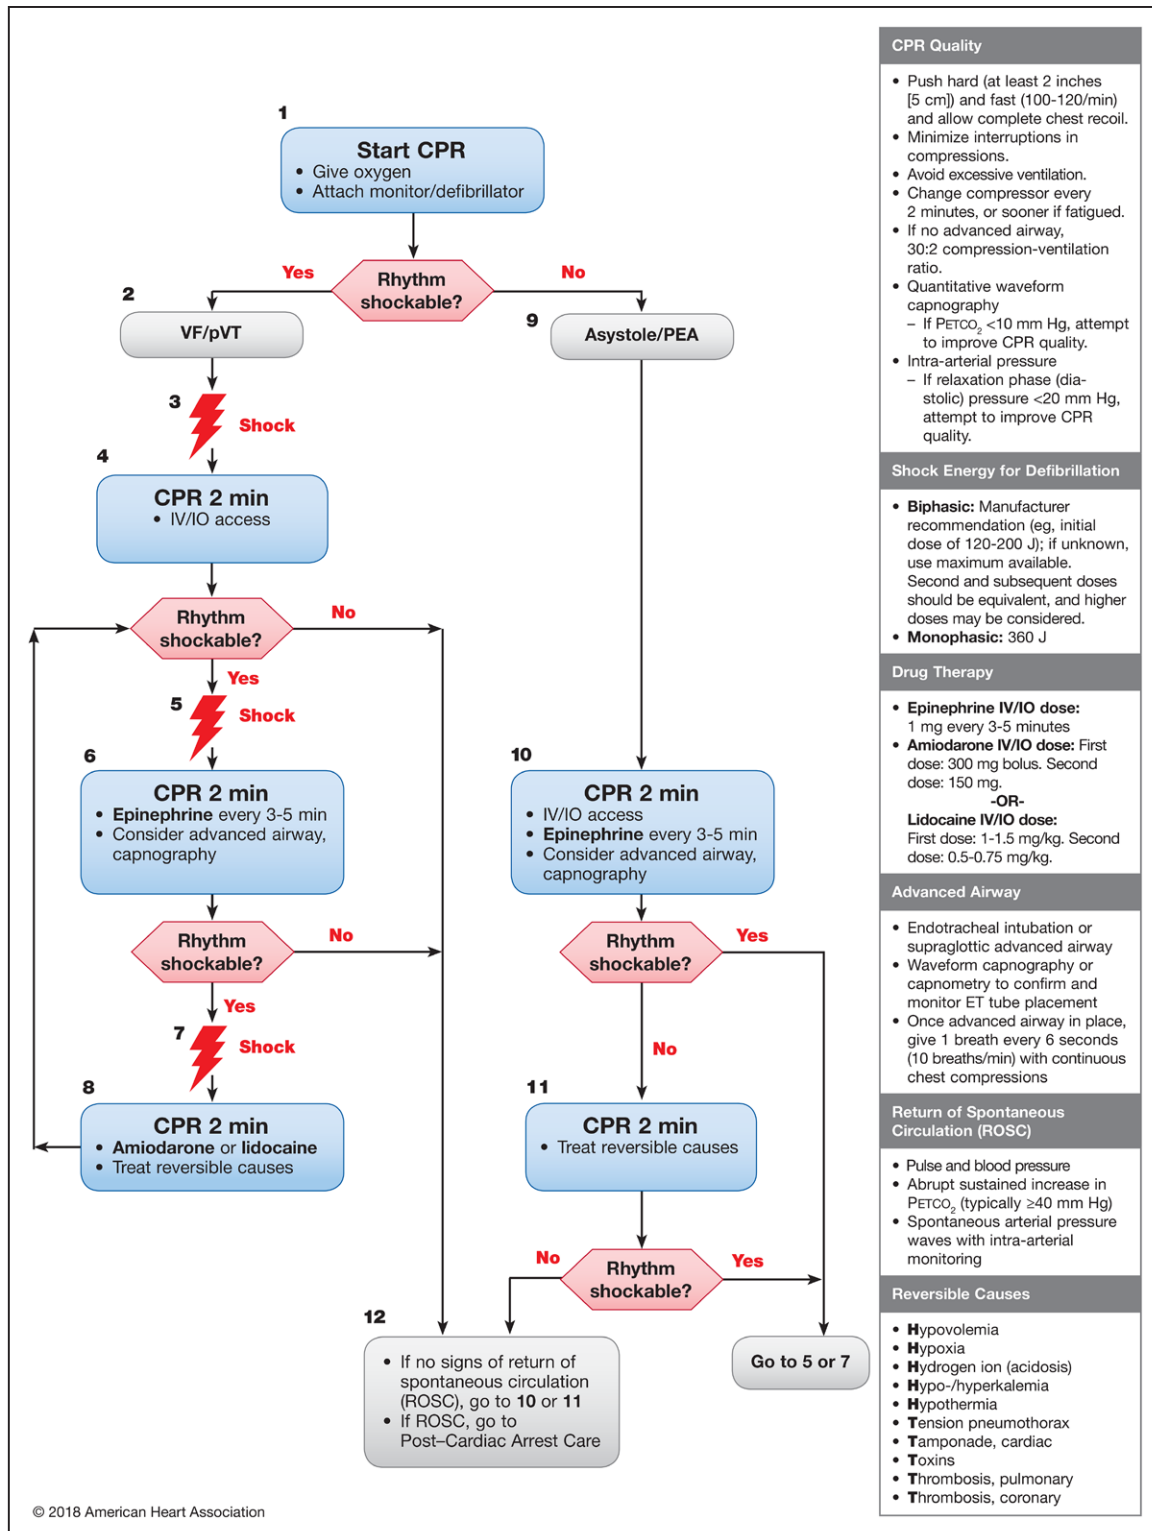 1
Start CPR
• Give oxygen
• Attach monitor/defibrillator
Rhythm
shockable?
Yes
No
2
VF/pVT
9
Asystole/PEA
3
Shock
4
CPR 2 min
• IV/IO access
Rhythm
shockable?
No
Yes
5
Shock
6
CPR 2 min
• Epinephrine every 3-5 min
• Consider advanced airway,
capnography
Rhythm
shockable?
No
Yes
7
Shock
8
CPR 2 min
• Amiodarone or lidocaine
• Treat reversible causes
10
CPR 2 min
• IV/IO access
• Epinephrine every 3-5 min
• Consider advanced airway,
capnography
Rhythm
shockable?
Yes
No
11
CPR 2 min
• Treat reversible causes
Rhythm
shockable?
No
Yes
12
• If no signs of return of
spontaneous circulation
(ROSC), go to 10 or 11
• If ROSC, go to
Post–Cardiac Arrest Care
Go to 5 or 7
CPR Quality
• Push hard (at least 2 inches
[5 cm]) and fast (100-120/min)
and allow complete chest recoil.
• Minimize interruptions in
compressions.
• Avoid excessive ventilation.
• Change compressor every
2 minutes, or sooner if fatigued.
• If no advanced airway,
30:2 compression-ventilation
ratio.
• Quantitative waveform
capnography
– If PETCO₂ <10 mm Hg, attempt
to improve CPR quality.
• Intra-arterial pressure
– If relaxation phase (dia-
stolic) pressure <20 mm Hg,
attempt to improve CPR
quality.
Shock Energy for Defibrillation
• Biphasic: Manufacturer
recommendation (eg, initial
dose of 120-200 J); if unknown,
use maximum available.
Second and subsequent doses
should be equivalent, and higher
doses may be considered.
• Monophasic: 360 J
Drug Therapy
• Epinephrine IV/IO dose:
1 mg every 3-5 minutes
• Amiodarone IV/IO dose: First
dose: 300 mg bolus. Second
dose: 150 mg.
-OR-
Lidocaine IV/IO dose:
First dose: 1-1.5 mg/kg. Second
dose: 0.5-0.75 mg/kg.
Advanced Airway
• Endotracheal intubation or
supraglottic advanced airway
• Waveform capnography or
capnometry to confirm and
monitor ET tube placement
• Once advanced airway in place,
give 1 breath every 6 seconds
(10 breaths/min) with continuous
chest compressions
Return of Spontaneous
Circulation (ROSC)
• Pulse and blood pressure
• Abrupt sustained increase in
PETCO₂ (typically ≥40 mm Hg)
• Spontaneous arterial pressure
waves with intra-arterial
monitoring
Reversible Causes
• Hypovolemia
• Hypoxia
• Hydrogen ion (acidosis)
• Hypo-/hyperkalemia
• Hypothermia
• Tension pneumothorax
• Tamponade, cardiac
• Toxins
• Thrombosis, pulmonary
• Thrombosis, coronary
© 2018 American Heart Association